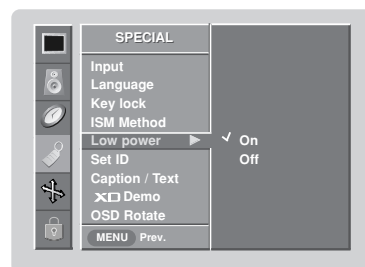 SPECIAL
Input
Language
Key lock
ISM Method
Low power ▶ ✓ On
Set ID Off
Caption / Text
XD Demo
OSD Rotate
MENU Prev.